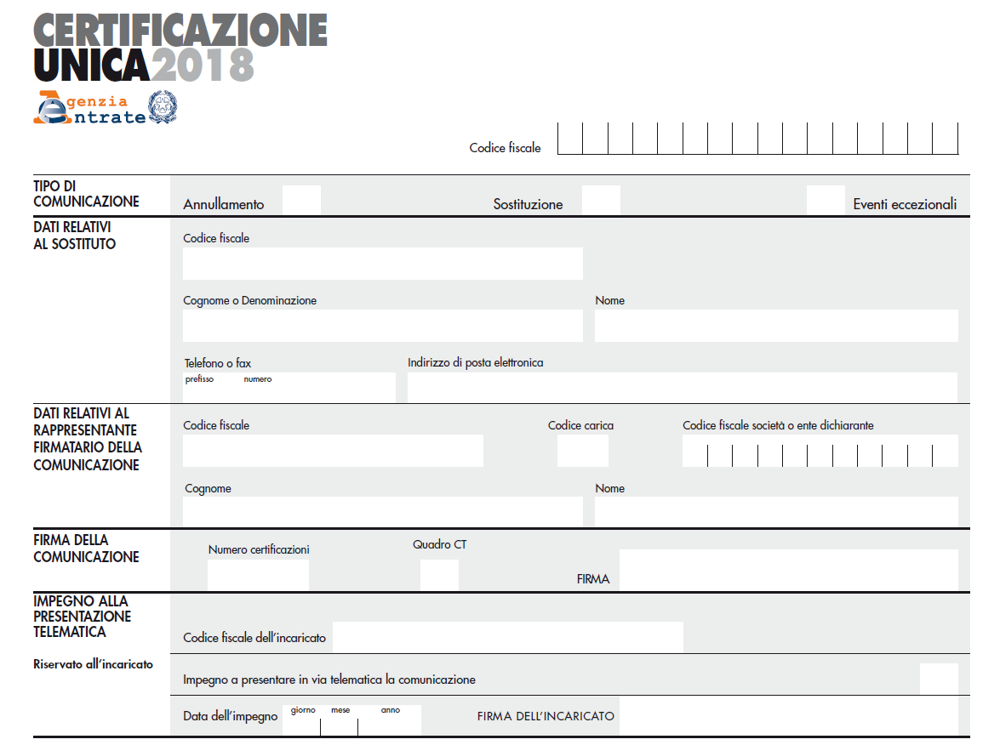 CERTIFICAZIONE
UNICA2018
Agenzia
Entrate
Codice fiscale
TIPO DI
COMUNICAZIONE
Annullamento
Sostituzione
Eventi eccezionali
DATI RELATIVI
AL SOSTITUTO
Codice fiscale
Cognome o Denominazione
Nome
Telefono o fax
Indirizzo di posta elettronica
prefisso
numero
DATI RELATIVI AL
RAPPRESENTANTE
FIRMATARIO DELLA
COMUNICAZIONE
Codice fiscale
Codice carica
Codice fiscale società o ente dichiarante
Cognome
Nome
FIRMA DELLA
COMUNICAZIONE
Numero certificazioni
Quadro CT
FIRMA
IMPEGNO ALLA
PRESENTAZIONE
TELEMATICA
Codice fiscale dell'incaricato
Riservato all'incaricato
Impegno a presentare in via telematica la comunicazione
Data dell'impegno
giorno
mese
anno
FIRMA DELL'INCARICATO